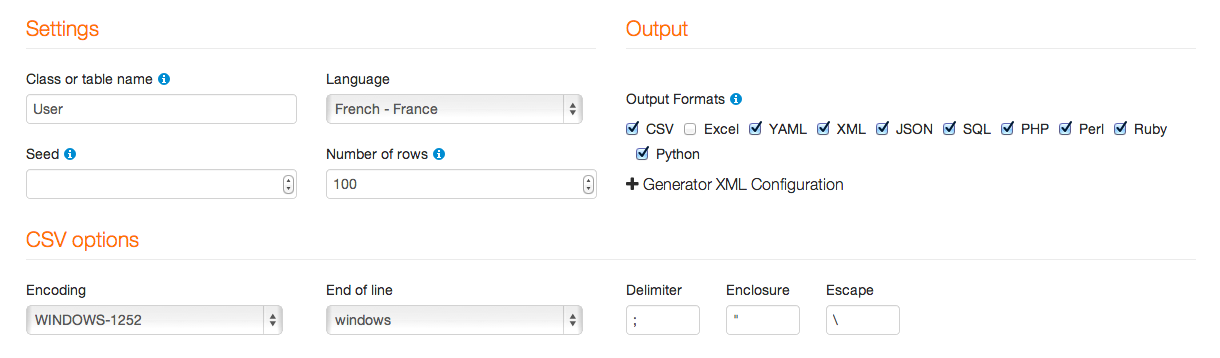 Settings
Output
Class or table name
Language
User
French - France
Output Formats
CSV Excel YAML XML JSON SQL PHP Perl Ruby
Python
Seed
Number of rows
100
Generator XML Configuration
CSV options
Encoding
End of line
Delimiter
Enclosure
Escape
WINDOWS-1252
windows
;
"
\